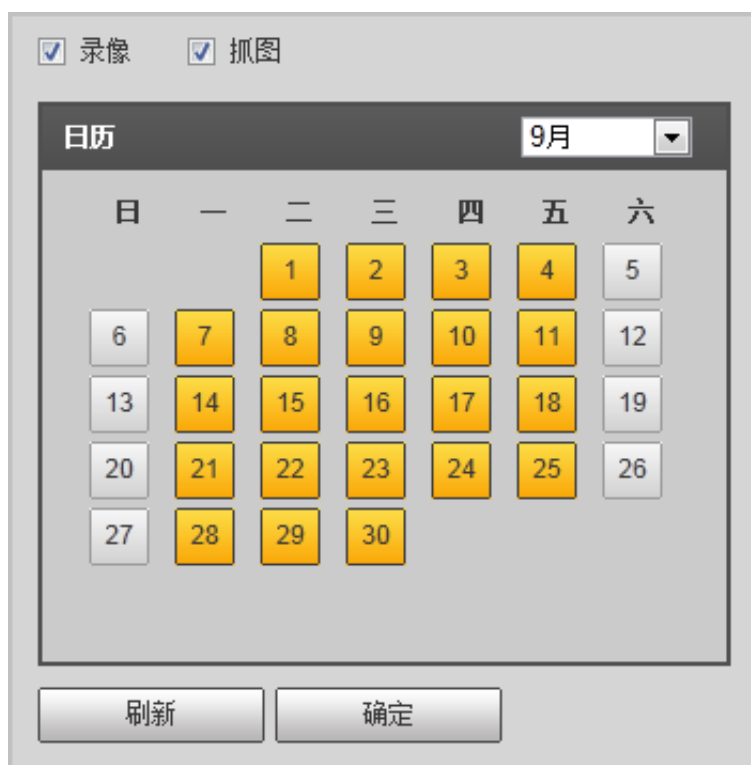 录像 抓图
日历 9月
日 一 二 三 四 五 六
1 2 3 4 5
6 7 8 9 10 11 12
13 14 15 16 17 18 19
20 21 22 23 24 25 26
27 28 29 30
刷新 确定